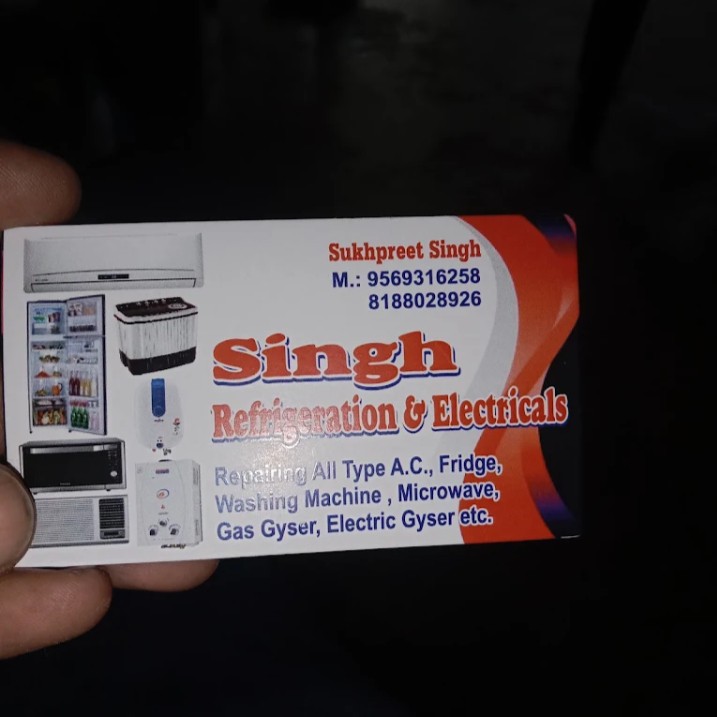 Sukhpreet Singh
M.: 9569316258
8188028926
Singh
Refrigeration & Electricals
Repairing All Type A.C., Fridge,
Washing Machine , Microwave,
Gas Gyser, Electric Gyser etc.